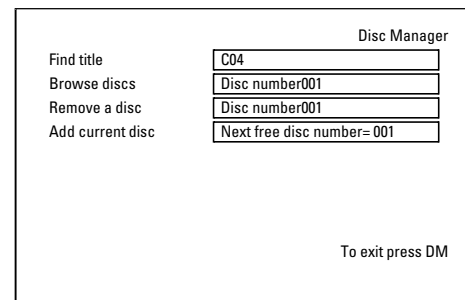 Disc Manager
Find title C04
Browse discs Disc number001
Remove a disc Disc number001
Add current disc Next free disc number= 001
To exit press DM